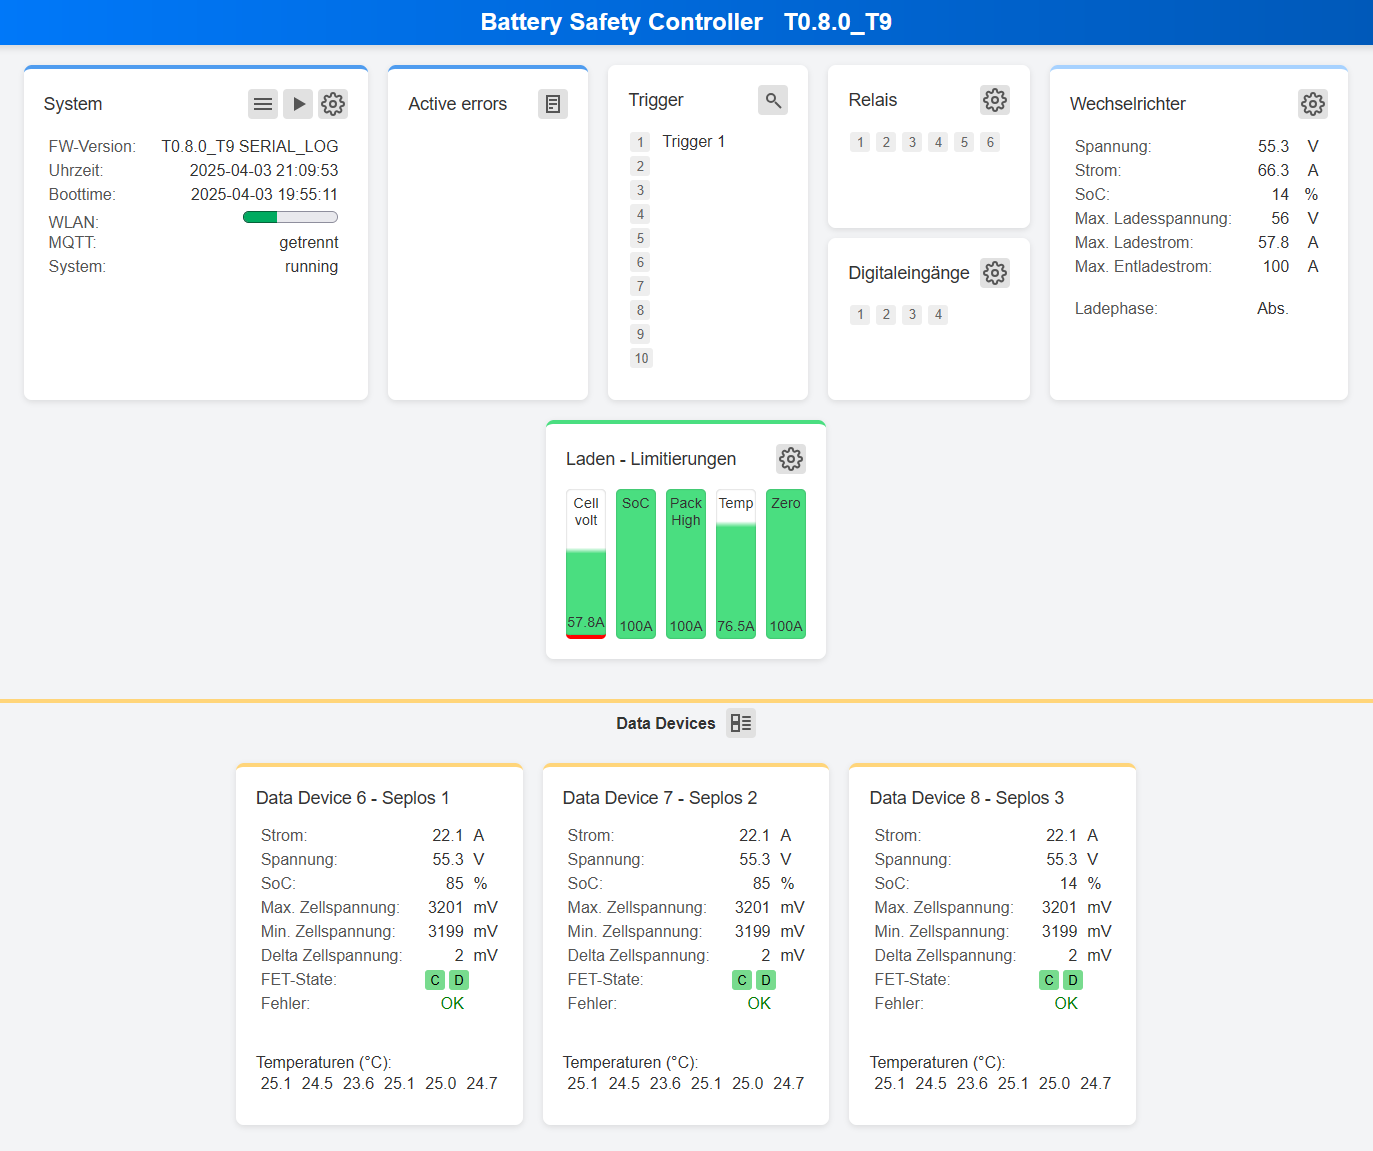 Battery Safety Controller T0.8.0_T9
System
FW-Version: T0.8.0_T9 SERIAL_LOG
Uhrzeit: 2025-04-03 21:09:53
Boottime: 2025-04-03 19:55:11
WLAN:
MQTT: getrennt
System: running
Active errors
Trigger
1 Trigger 1
2
3
4
5
6
7
8
9
10
Relais
1 2 3 4 5 6
Digitaleingänge
1 2 3 4
Wechselrichter
Spannung: 55.3 V
Strom: 66.3 A
SoC: 14 %
Max. Ladesspannung: 56 V
Max. Ladestrom: 57.8 A
Max. Entladestrom: 100 A
Ladephase: Abs.
Laden - Limitierungen
Cell SoC Pack Temp Zero
volt High
57.8A 100A 100A 76.5A 100A
Data Devices
Data Device 6 - Seplos 1
Strom: 22.1 A
Spannung: 55.3 V
SoC: 85 %
Max. Zellspannung: 3201 mV
Min. Zellspannung: 3199 mV
Delta Zellspannung: 2 mV
FET-State: C D
Fehler: OK
Temperaturen (°C):
25.1 24.5 23.6 25.1 25.0 24.7
Data Device 7 - Seplos 2
Strom: 22.1 A
Spannung: 55.3 V
SoC: 85 %
Max. Zellspannung: 3201 mV
Min. Zellspannung: 3199 mV
Delta Zellspannung: 2 mV
FET-State: C D
Fehler: OK
Temperaturen (°C):
25.1 24.5 23.6 25.1 25.0 24.7
Data Device 8 - Seplos 3
Strom: 22.1 A
Spannung: 55.3 V
SoC: 14 %
Max. Zellspannung: 3201 mV
Min. Zellspannung: 3199 mV
Delta Zellspannung: 2 mV
FET-State: C D
Fehler: OK
Temperaturen (°C):
25.1 24.5 23.6 25.1 25.0 24.7